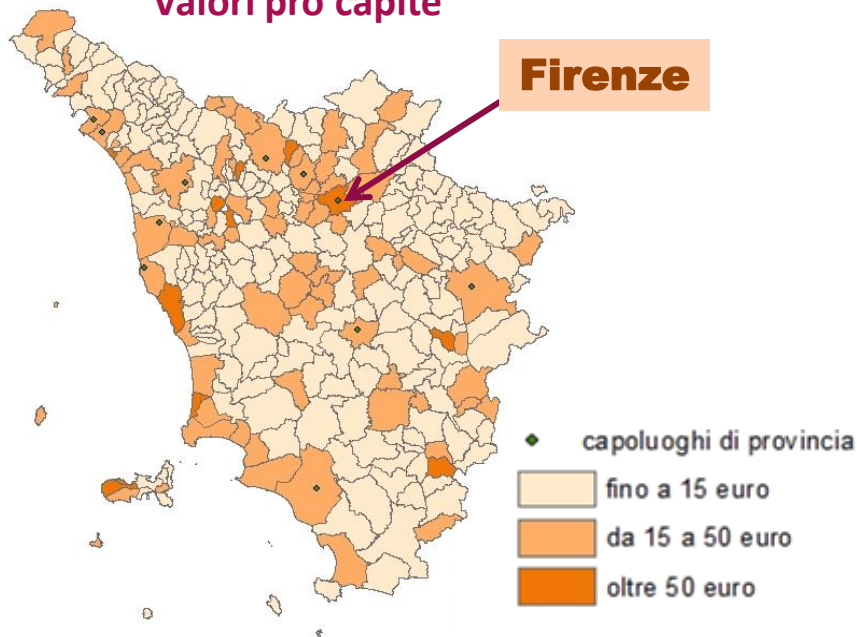 valori pro capite
Firenze
capoluoghi di provincia
fino a 15 euro
da 15 a 50 euro
oltre 50 euro